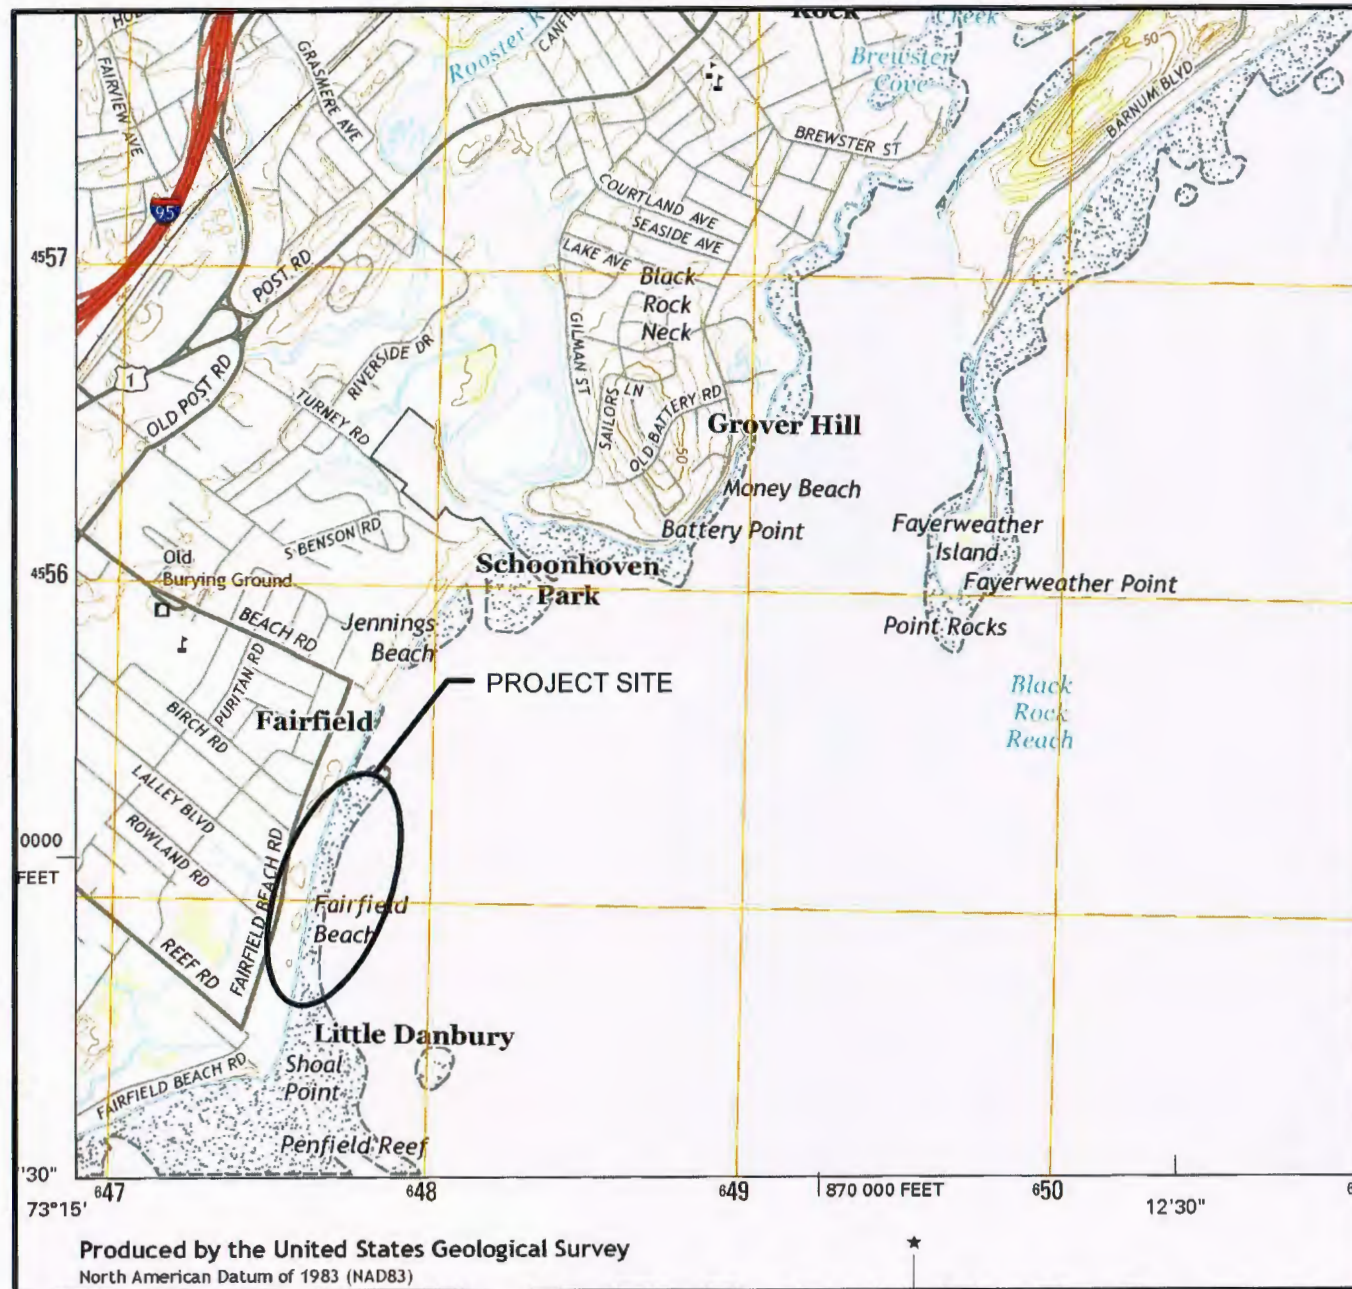 Rock
Creek
Rooster
CANFIE
GRASMERE AVE
FAIRVIEW AVE
Brewster
Cove
50
BARNUM BLVD
BREWSTER ST
95
COURTLAND AVE
SEASIDE AVE
LAKE AVE
4557
POST RD
Black
Rock
Neck
GILMAN ST
RIVERSIDE DR
1
OLD POST RD
TURNEY RD
SAILORS LN
OLD BATTERY RD
50
Grover Hill
Money Beach
Battery Point
S BENSON RD
Fayerweather
Island
Old
Burying Ground
4556
Schoonhoven
Park
Fayerweather Point
Point Rocks
BEACH RD
Jennings
Beach
PURITAN RD
PROJECT SITE
Black
Rock
Reach
Fairfield
BIRCH RD
LALLEY BLVD
ROWLAND RD
0000
FEET
FAIRFIELD BEACH RD
Fairfield
Beach
REEF RD
Little Danbury
Shoal
Point
FAIRFIELD BEACH RD
Penfield Reef
'30"
647
648
649
870 000 FEET
650
6
73°15'
12'30"
Produced by the United States Geological Survey
North American Datum of 1983 (NAD83)